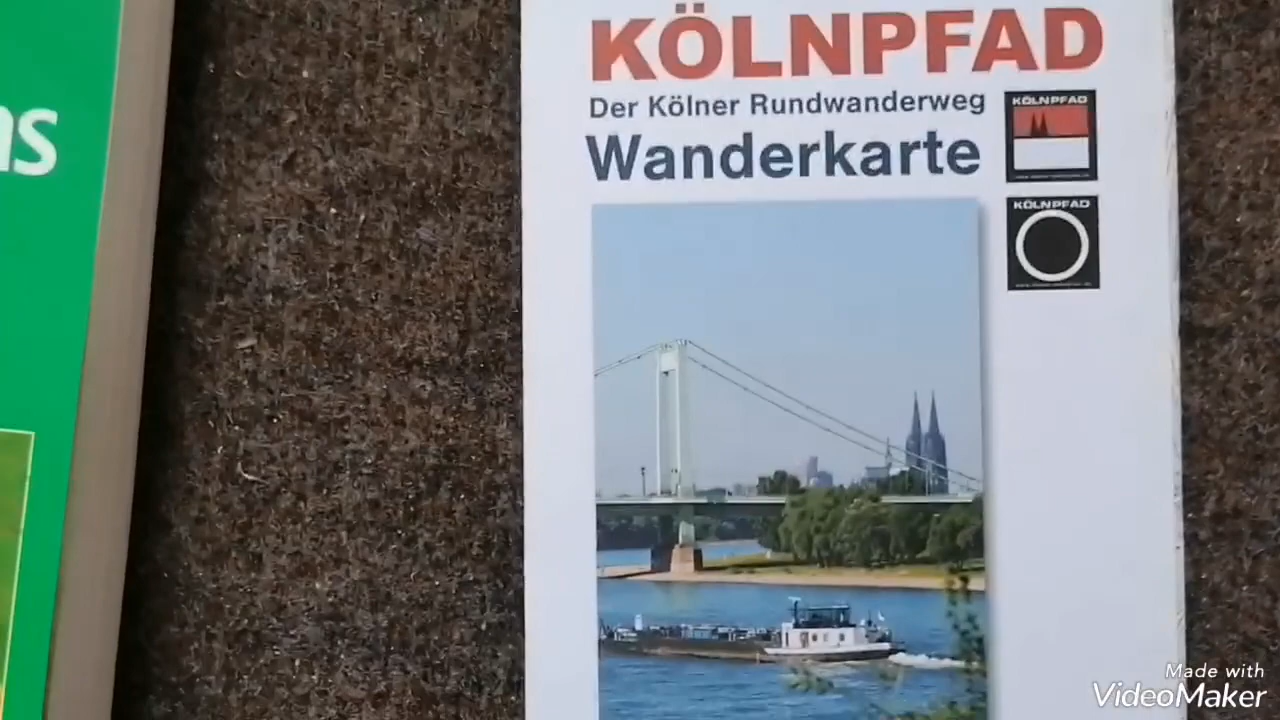 KÖLNPFAD
Der Kölner Rundwanderweg
Wanderkarte
KÖLNPFAD
KÖLNPFAD
Made with
VideoMaker